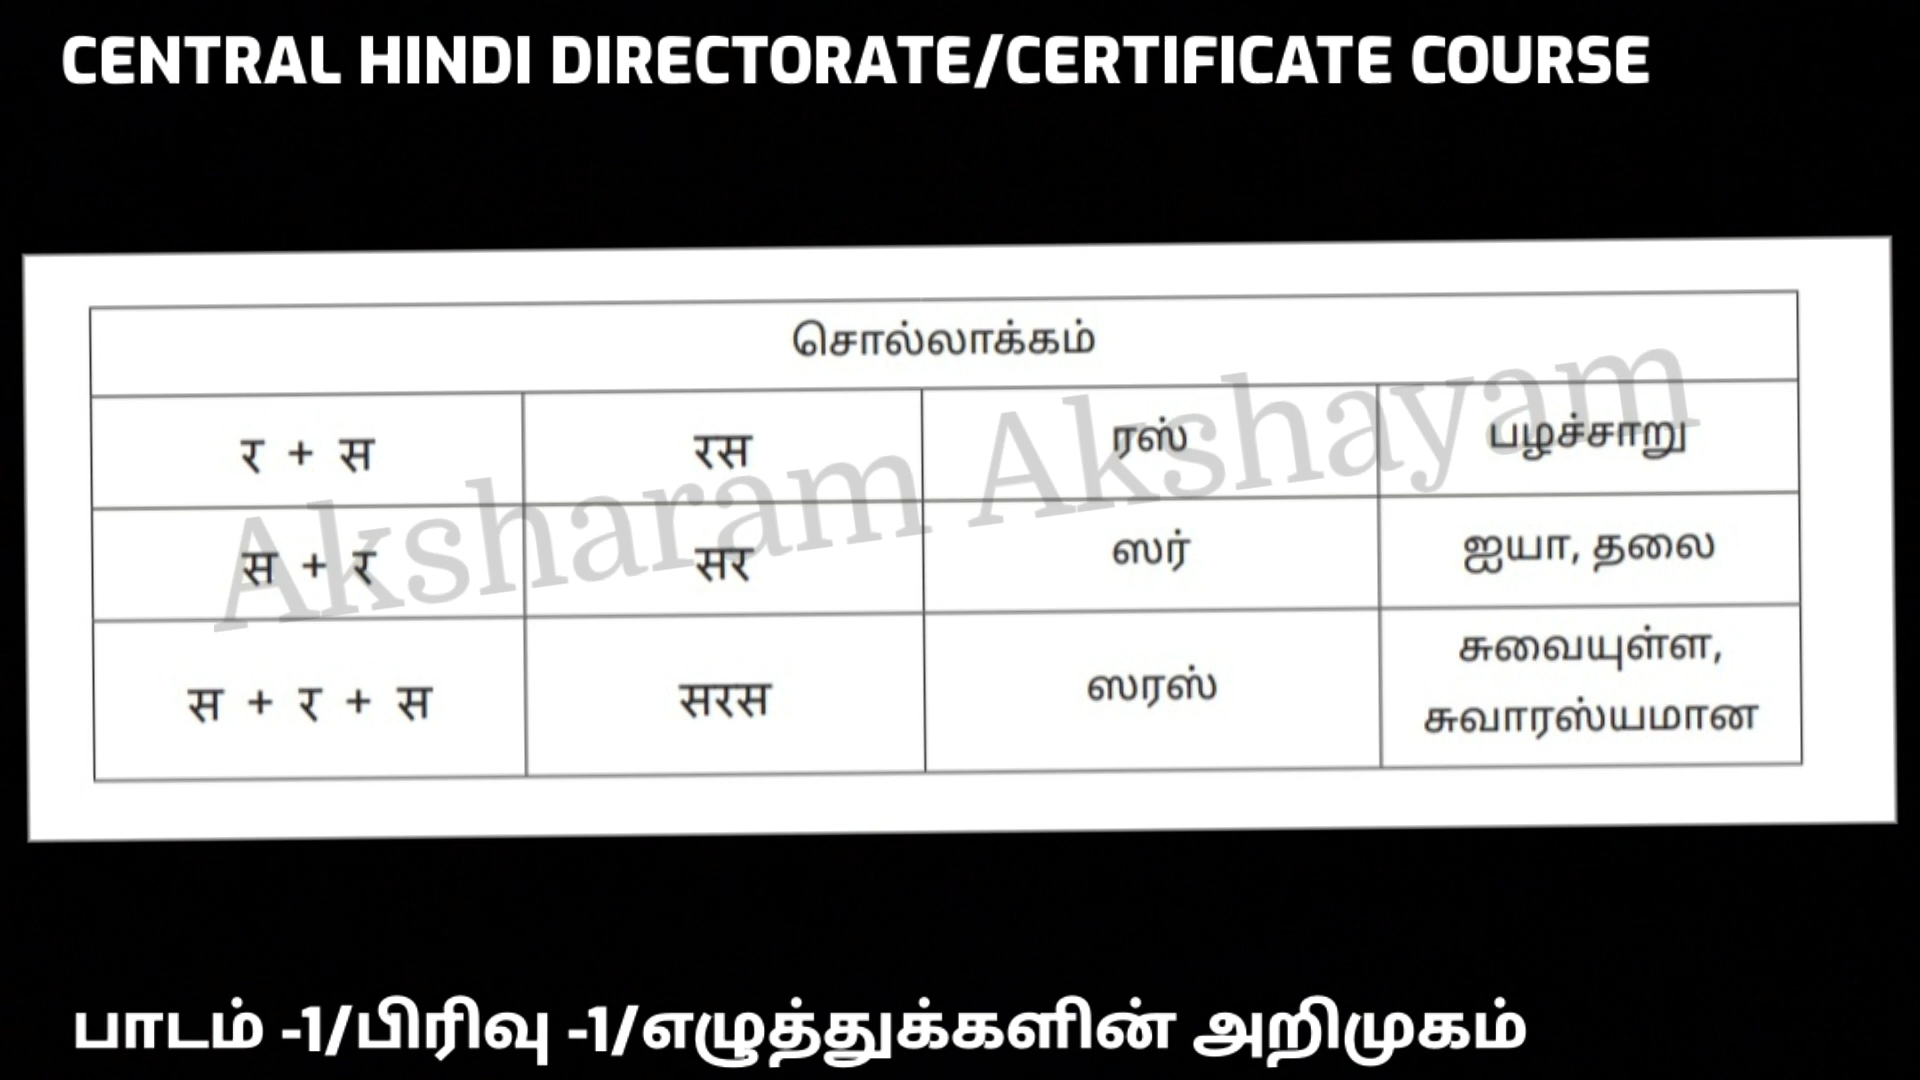 CENTRAL HINDI DIRECTORATE/CERTIFICATE COURSE
சொல்லாக்கம்
र + स रस ரஸ் பழச்சாறு
स + र सर ஸர் ஐயா, தலை
स + र + स सरस ஸரஸ் சுவையுள்ள,
சுவாரஸ்யமான
Aksharam Akshayam
பாடம் -1/பிரிவு -1/எழுத்துக்களின் அறிமுகம்